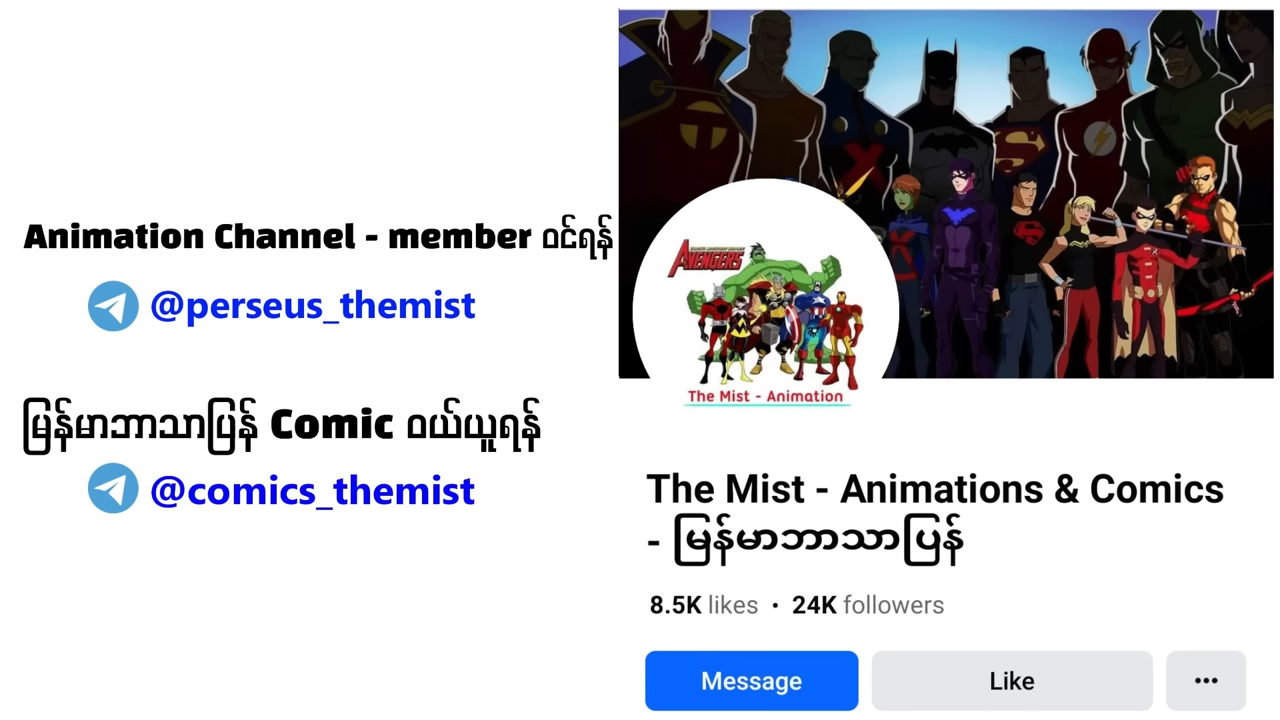 Animation Channel - member ဝင်ရန်
@perseus_themist
မြန်မာဘာသာပြန် Comic ဝယ်ယူရန်
@comics_themist
AVENGERS
The Mist - Animation
The Mist - Animations & Comics
- မြန်မာဘာသာပြန်
8.5K likes · 24K followers
Message
Like